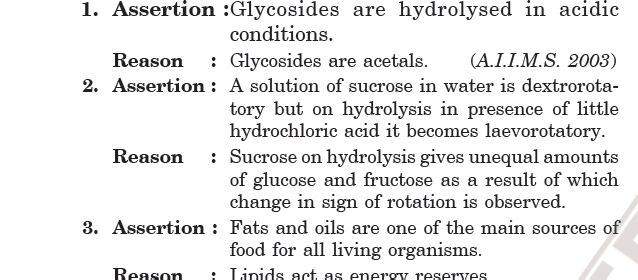 1. Assertion :Glycosides are hydrolysed in acidic
conditions.
Reason : Glycosides are acetals. (A.I.I.M.S. 2003)
2. Assertion : A solution of sucrose in water is dextrorota-
tory but on hydrolysis in presence of little
hydrochloric acid it becomes laevorotatory.
Reason : Sucrose on hydrolysis gives unequal amounts
of glucose and fructose as a result of which
change in sign of rotation is observed.
3. Assertion : Fats and oils are one of the main sources of
food for all living organisms.
Reason : Lipids act as energy reserves